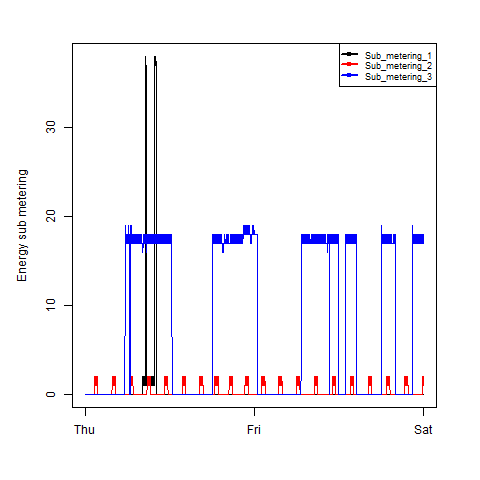 Sub_metering_1
Sub_metering_2
Sub_metering_3
Energy sub metering
30
20
10
0
Thu Fri Sat